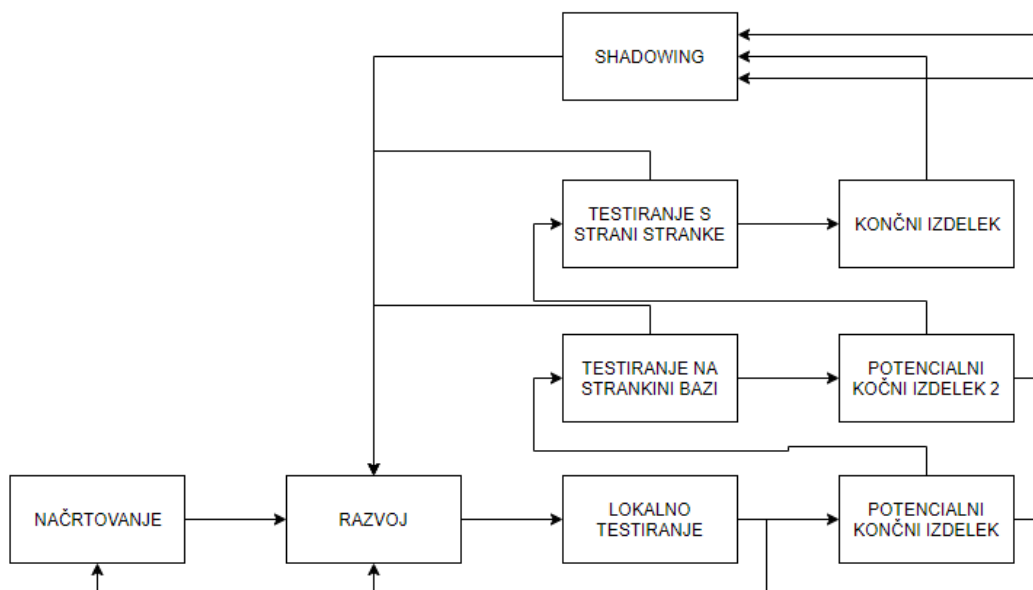 SHADOWING
TESTIRANJE S
STRANI STRANKE
KONČNI IZDELEK
TESTIRANJE NA
STRANKINI BAZI
POTENCIALNI
KOČNI IZDELEK 2
NAČRTOVANJE
RAZVOJ
LOKALNO
TESTIRANJE
POTENCIALNI
KONČNI IZDELEK